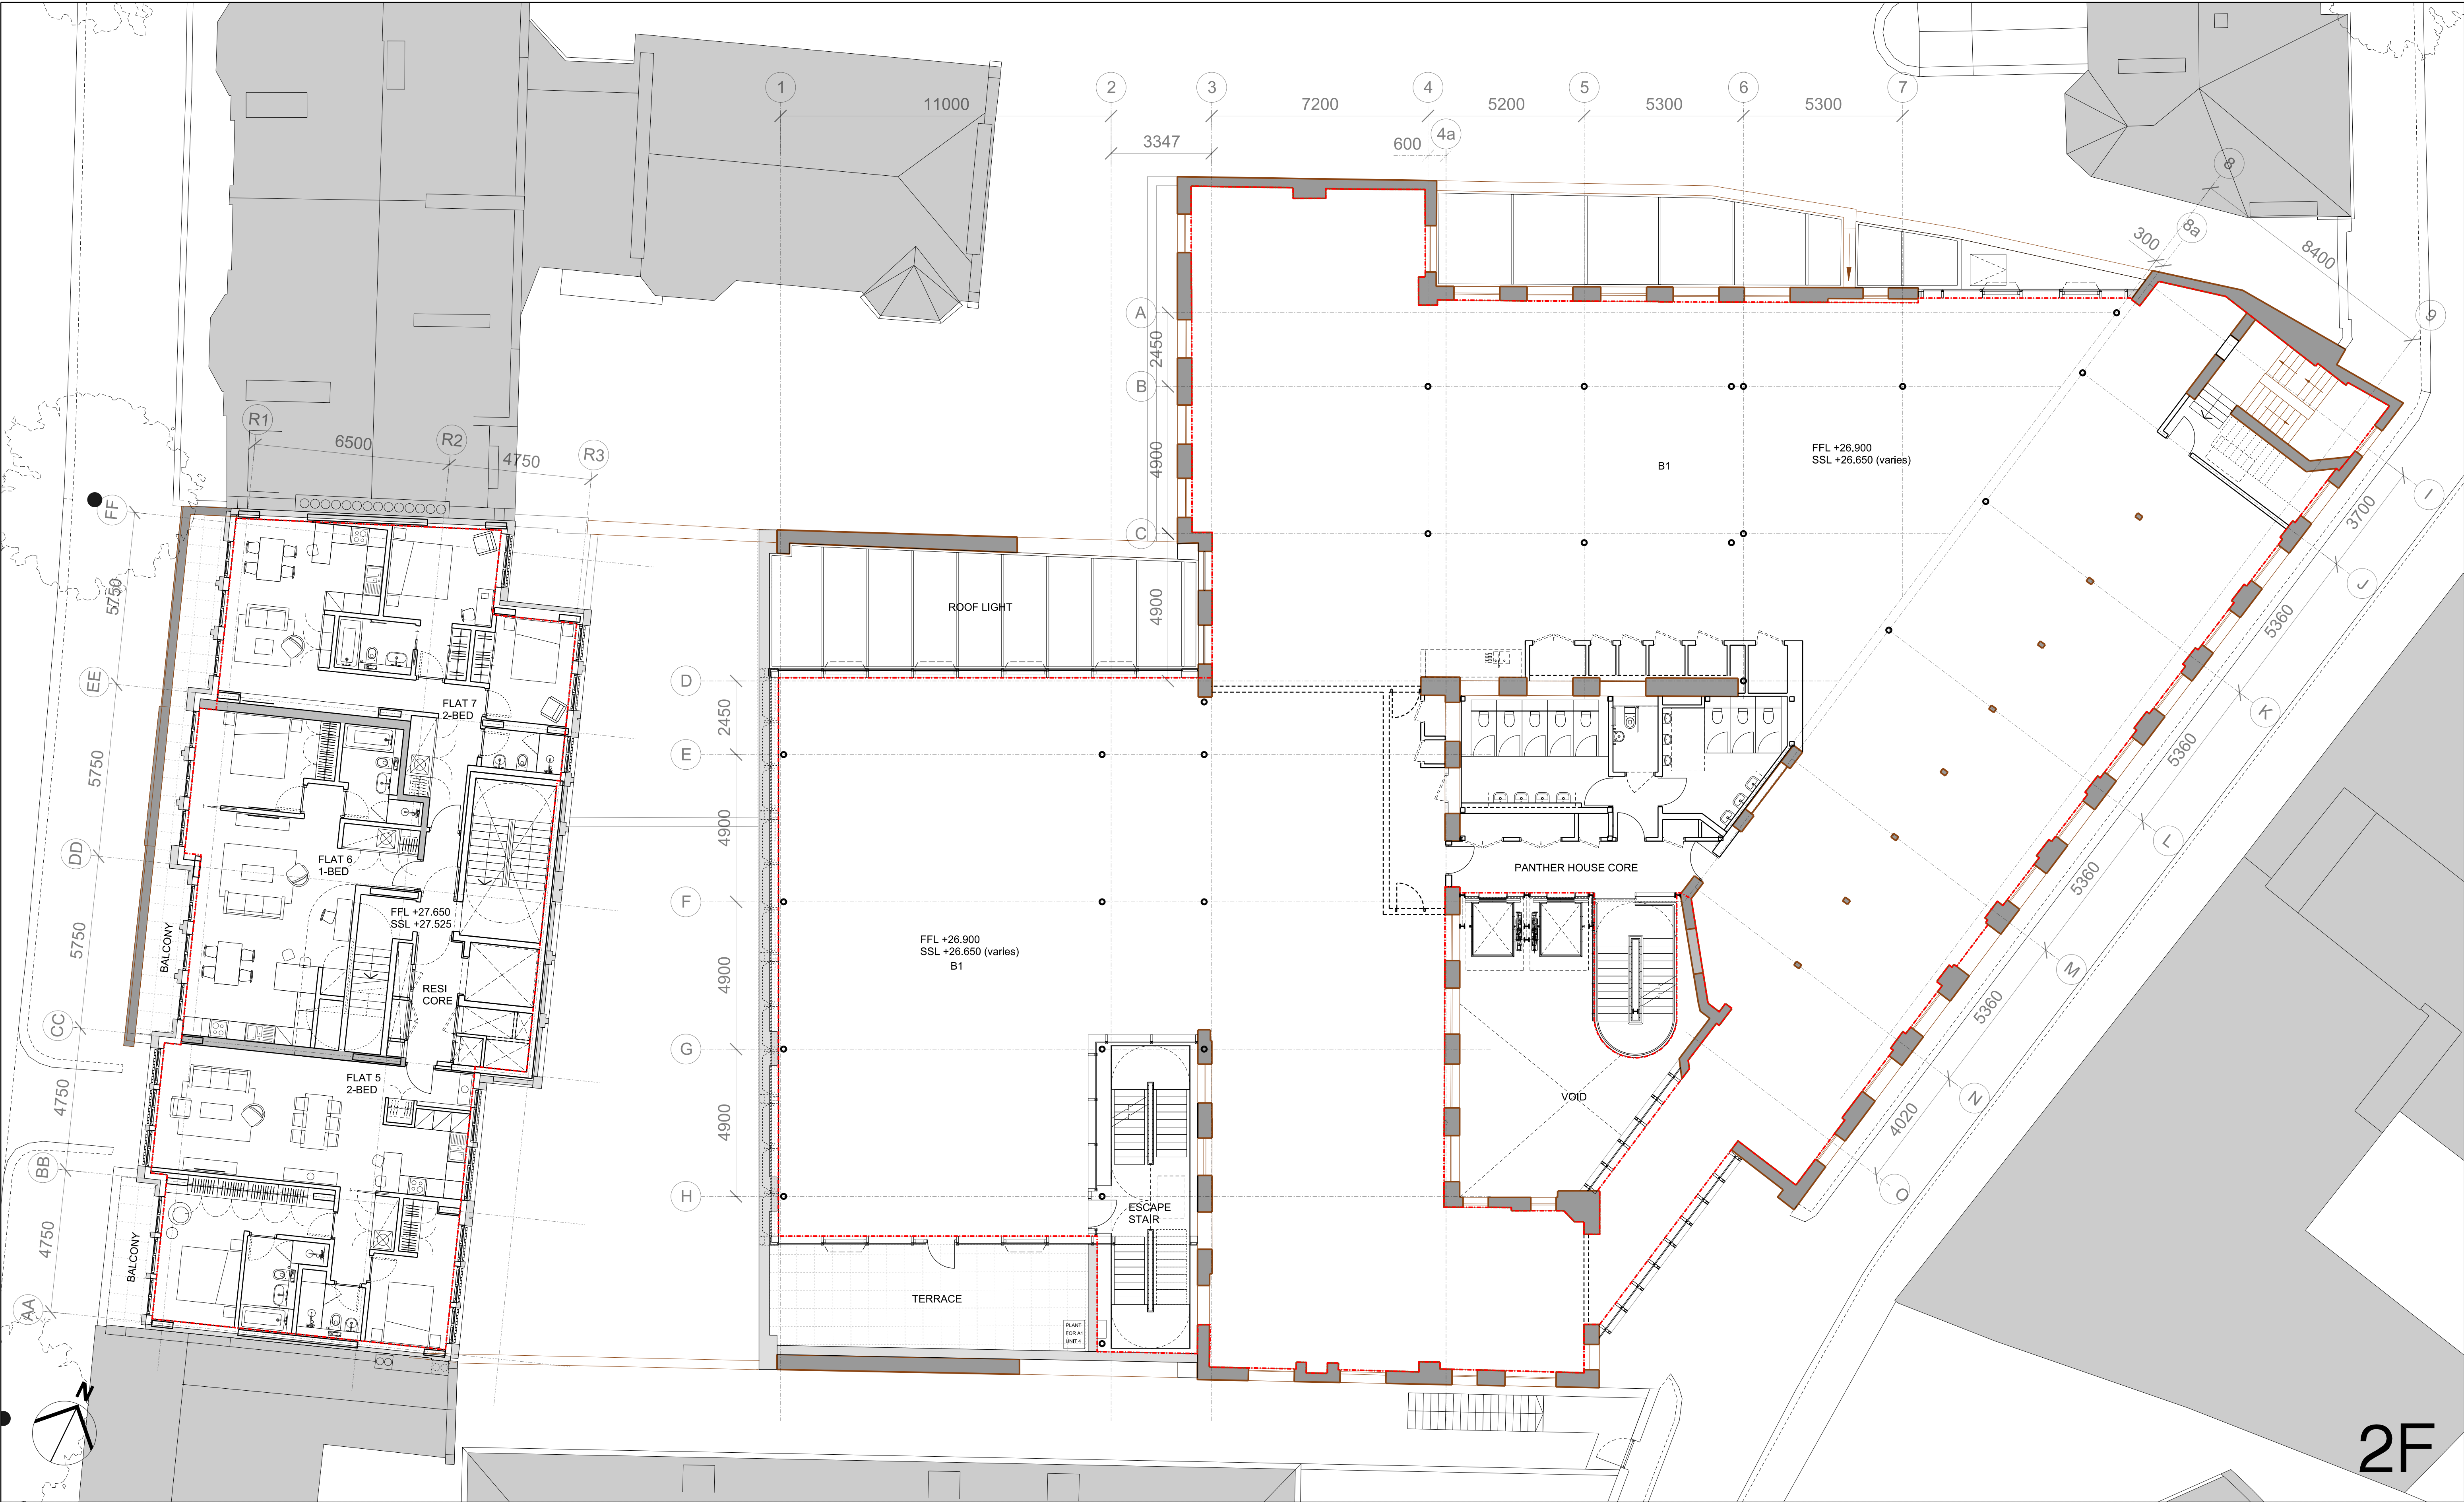 1
2
3
4
5
6
7
11000
7200
5200
5300
5300
3347
600
4a
8
8a
300
8400
9
A
2450
B
4900
C
4900
D
2450
E
4900
F
4900
G
4900
H
R1
6500
R2
4750
R3
FF
5750
EE
5750
DD
5750
CC
4750
BB
4750
AA
I
3700
J
5360
K
5360
L
5360
M
5360
N
4020
O
B1
FFL +26.900
SSL +26.650 (varies)
ROOF LIGHT
FLAT 7
2-BED
FLAT 6
1-BED
FFL +27.650
SSL +27.525
BALCONY
RESI
CORE
FLAT 5
2-BED
BALCONY
FFL +26.900
SSL +26.650 (varies)
B1
PANTHER HOUSE CORE
VOID
ESCAPE
STAIR
TERRACE
PLANT
FOR A1
UNIT 4
N
2F